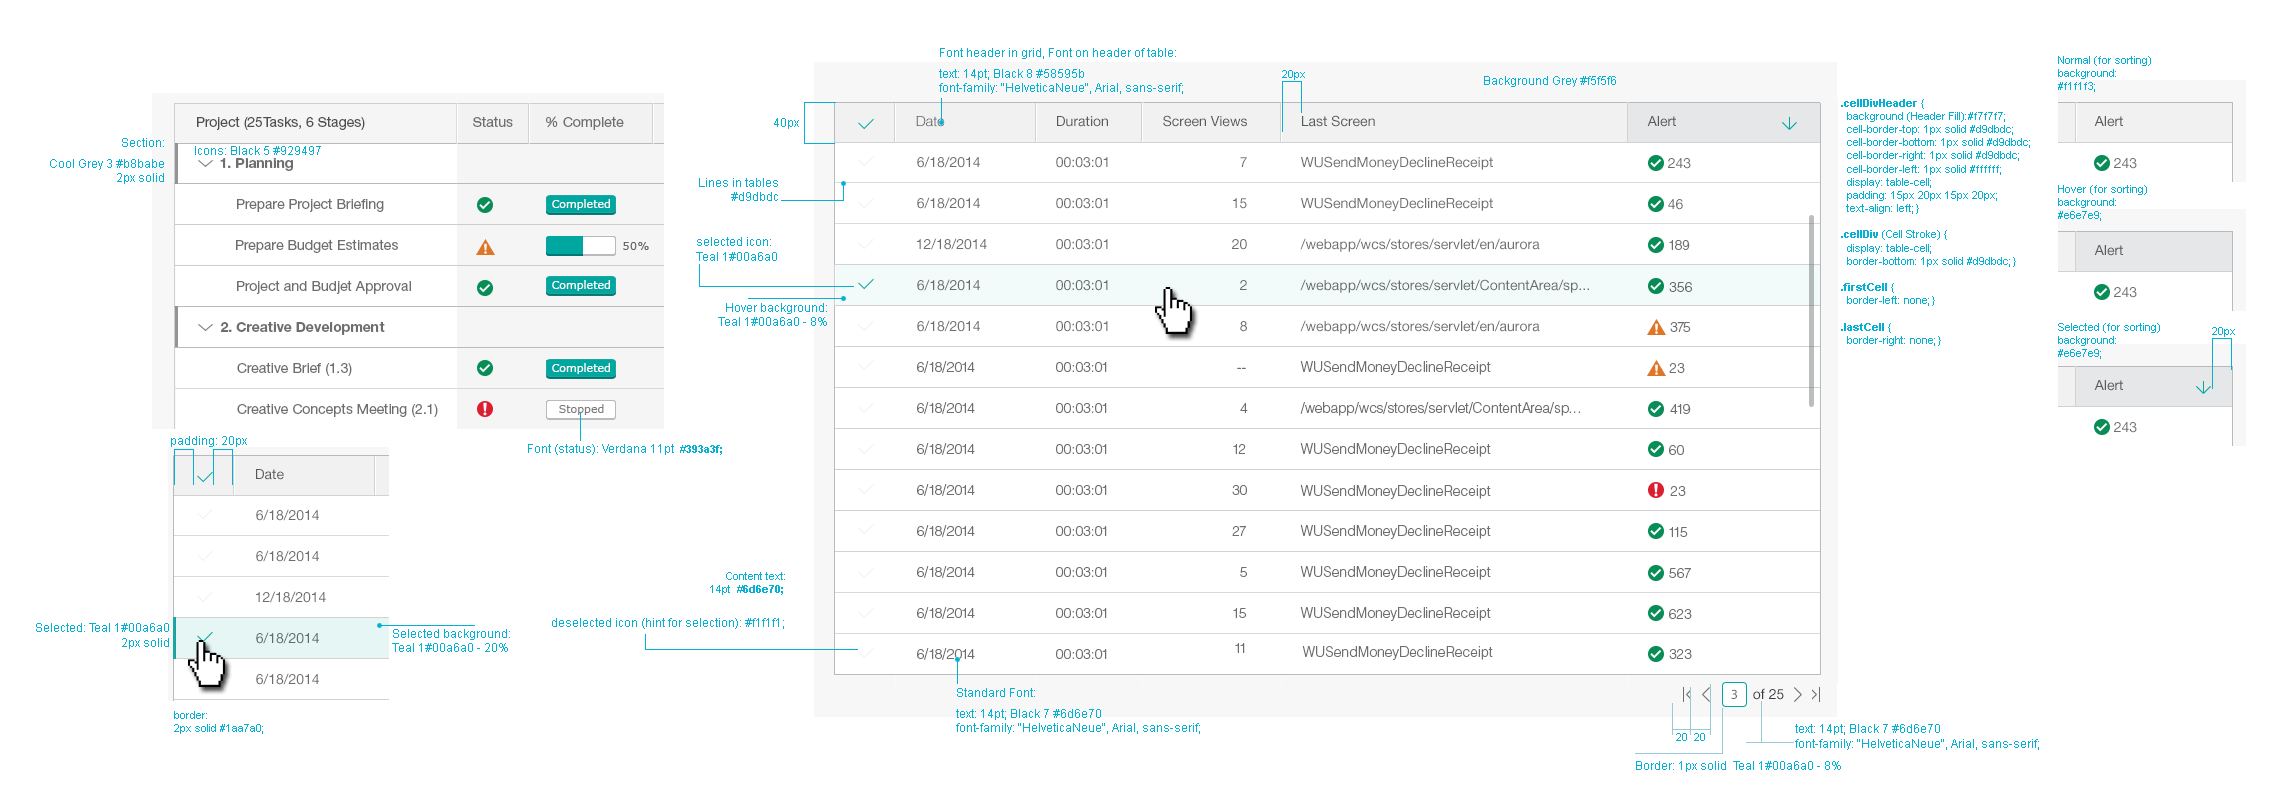 Section:
Cool Grey 3 #b8babe
2px solid
Project (25Tasks, 6 Stages) Status % Complete
Icons: Black 5 #929497
1. Planning
Prepare Project Briefing Completed
Prepare Budget Estimates 50%
Project and Budjet Approval Completed
2. Creative Development
Creative Brief (1.3) Completed
Creative Concepts Meeting (2.1) Stopped
Font (status): Verdana 11pt #393a3f;
padding: 20px
Date
6/18/2014
6/18/2014
12/18/2014
6/18/2014
6/18/2014
Selected: Teal 1#00a6a0
2px solid
Selected background:
Teal 1#00a6a0 - 20%
border:
2px solid #1aa7a0;
Font header in grid, Font on header of table:
text: 14pt; Black 8 #58595b
font-family: "HelveticaNeue", Arial, sans-serif;
20px
Background Grey #f5f5f6
40px
Date Duration Screen Views Last Screen Alert
6/18/2014 00:03:01 7 WUSendMoneyDeclineReceipt 243
6/18/2014 00:03:01 15 WUSendMoneyDeclineReceipt 46
12/18/2014 00:03:01 20 /webapp/wcs/stores/servlet/en/aurora 189
6/18/2014 00:03:01 2 /webapp/wcs/stores/servlet/ContentArea/sp... 356
6/18/2014 00:03:01 8 /webapp/wcs/stores/servlet/en/aurora 375
6/18/2014 00:03:01 -- WUSendMoneyDeclineReceipt 23
6/18/2014 00:03:01 4 /webapp/wcs/stores/servlet/ContentArea/sp... 419
6/18/2014 00:03:01 12 WUSendMoneyDeclineReceipt 60
6/18/2014 00:03:01 30 WUSendMoneyDeclineReceipt 23
6/18/2014 00:03:01 27 WUSendMoneyDeclineReceipt 115
6/18/2014 00:03:01 5 WUSendMoneyDeclineReceipt 567
6/18/2014 00:03:01 15 WUSendMoneyDeclineReceipt 623
6/18/2014 00:03:01 11 WUSendMoneyDeclineReceipt 323
Lines in tables
#d9dbdc
selected icon:
Teal 1#00a6a0
Hover background:
Teal 1#00a6a0 - 8%
Content text:
14pt #6d6e70;
deselected icon (hint for selection): #f1f1f1;
Standard Font:
text: 14pt; Black 7 #6d6e70
font-family: "HelveticaNeue", Arial, sans-serif;
3 of 25
20 20
text: 14pt; Black 7 #6d6e70
font-family: "HelveticaNeue", Arial, sans-serif;
Border: 1px solid Teal 1#00a6a0 - 8%
.cellDivHeader {
background (Header Fill):#f7f7f7;
cell-border-top: 1px solid #d9dbdc;
cell-border-bottom: 1px solid #d9dbdc;
cell-border-right: 1px solid #d9dbdc;
cell-border-left: 1px solid #ffffff;
display: table-cell;
padding: 15px 20px 15px 20px;
text-align: left; }
.cellDiv (Cell Stroke) {
display: table-cell;
border-bottom: 1px solid #d9dbdc; }
.firstCell {
border-left: none; }
.lastCell {
border-right: none; }
Normal (for sorting)
background:
#f1f1f3;
Alert
243
Hover (for sorting)
background:
#e6e7e9;
Alert
243
Selected (for sorting)
background:
#e6e7e9;
20px
Alert
243